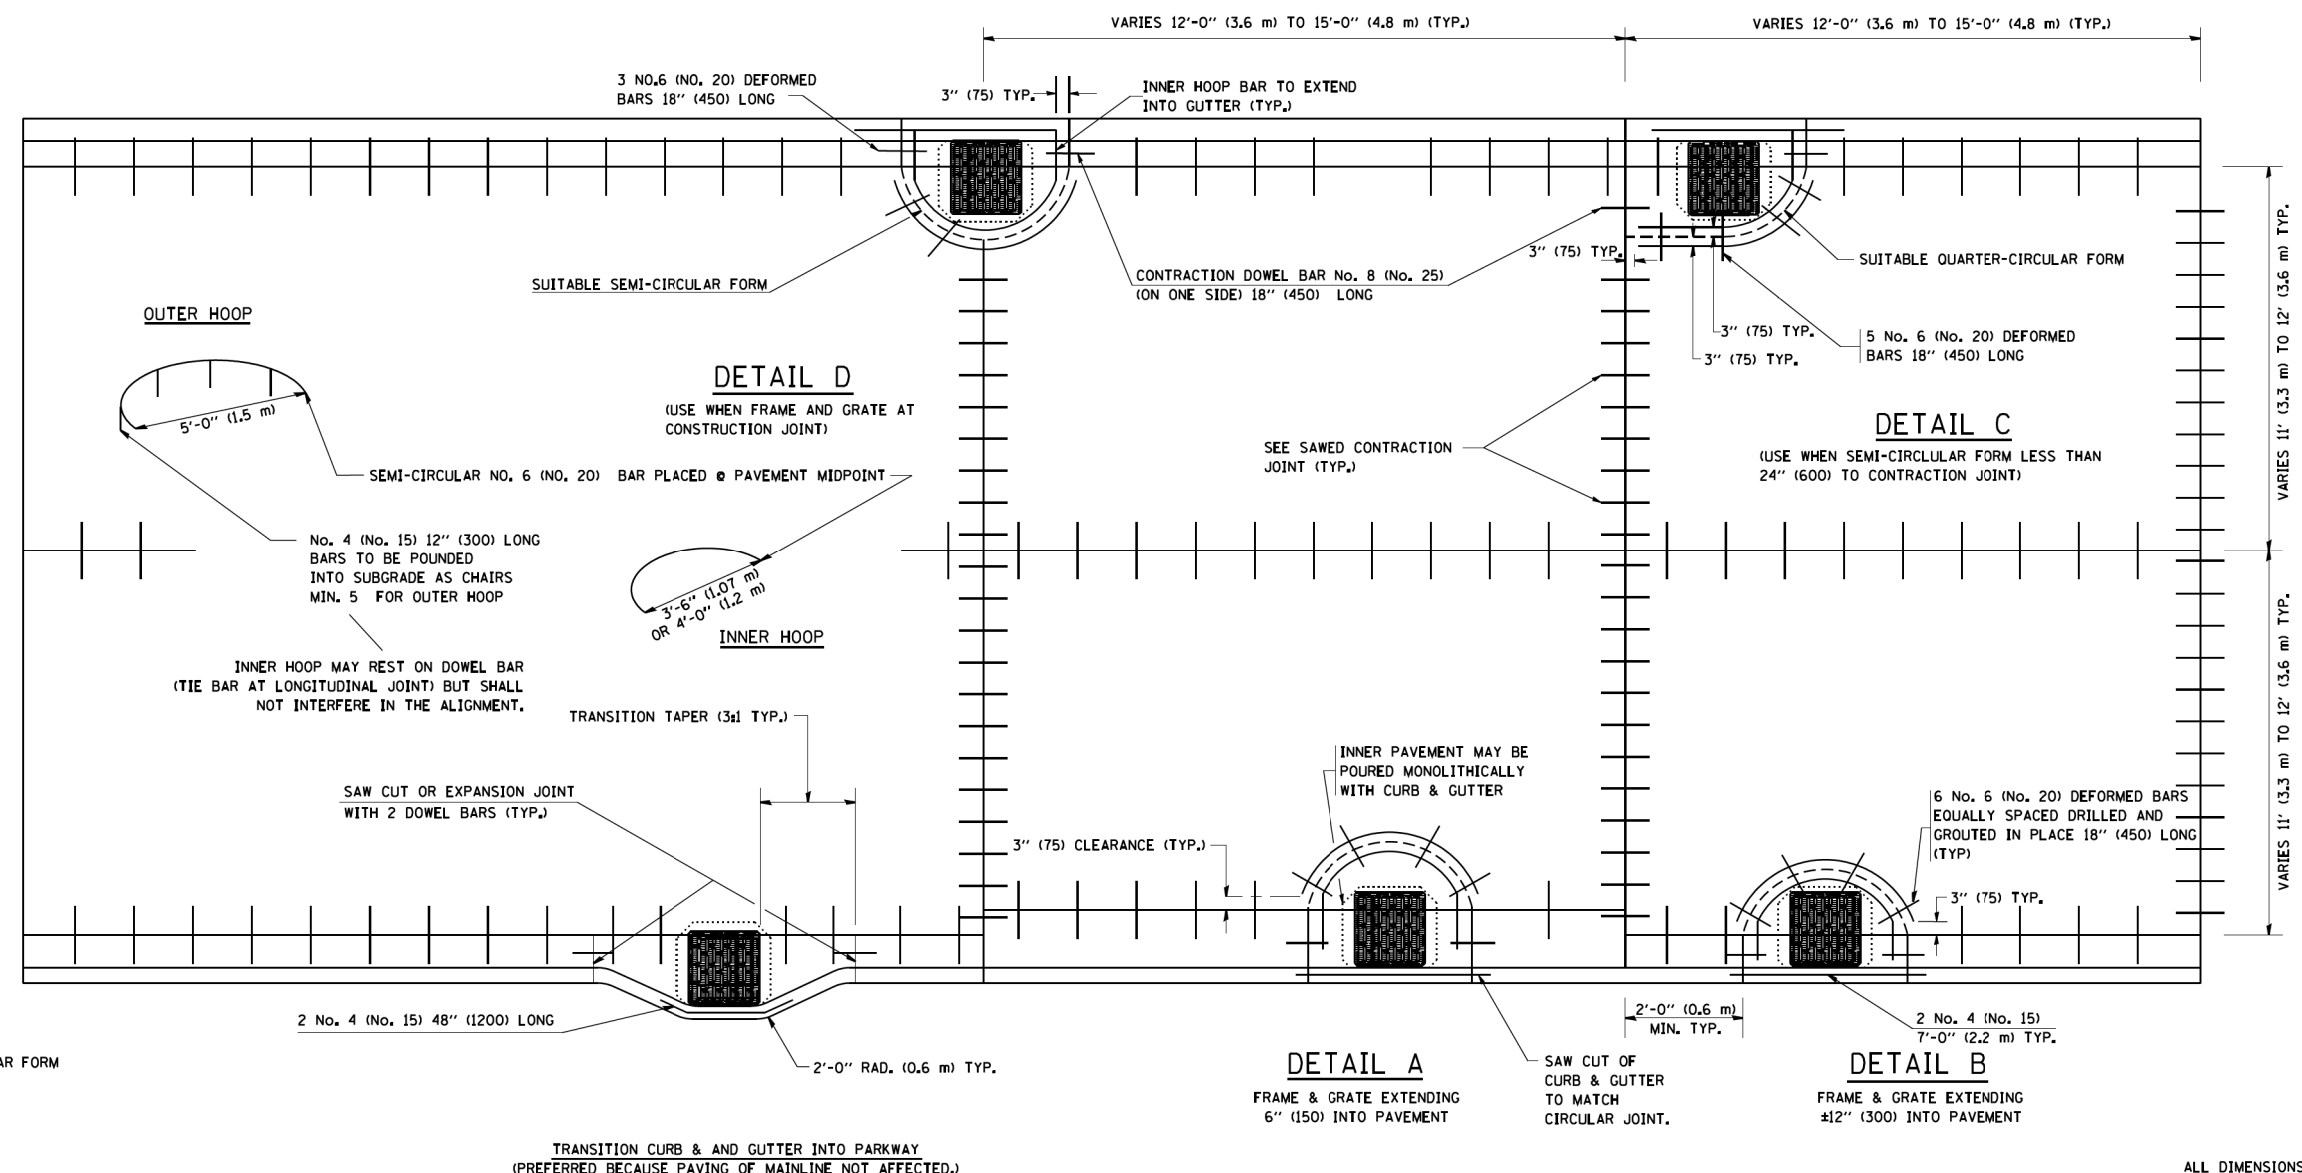 VARIES 12'-0" (3.6 m) TO 15'-0" (4.8 m) (TYP.)
VARIES 12'-0" (3.6 m) TO 15'-0" (4.8 m) (TYP.)
3 NO.6 (NO. 20) DEFORMED
BARS 18" (450) LONG
3" (75) TYP.
INNER HOOP BAR TO EXTEND
INTO GUTTER (TYP.)
SUITABLE SEMI-CIRCULAR FORM
CONTRACTION DOWEL BAR No. 8 (No. 25)
(ON ONE SIDE) 18" (450) LONG
3" (75) TYP.
SUITABLE QUARTER-CIRCULAR FORM
3" (75) TYP.
3" (75) TYP.
5 No. 6 (No. 20) DEFORMED
BARS 18" (450) LONG
VARIES 11' (3.3 m) TO 12' (3.6 m) TYP.
OUTER HOOP
5'-0" (1.5 m)
DETAIL D
(USE WHEN FRAME AND GRATE AT
CONSTRUCTION JOINT)
SEMI-CIRCULAR NO. 6 (NO. 20) BAR PLACED @ PAVEMENT MIDPOINT
SEE SAWED CONTRACTION
JOINT (TYP.)
DETAIL C
(USE WHEN SEMI-CIRCLULAR FORM LESS THAN
24" (600) TO CONTRACTION JOINT)
No. 4 (No. 15) 12" (300) LONG
BARS TO BE POUNDED
INTO SUBGRADE AS CHAIRS
MIN. 5 FOR OUTER HOOP
3'-6" (1.07 m)
OR 4'-0" (1.2 m)
INNER HOOP
INNER HOOP MAY REST ON DOWEL BAR
(TIE BAR AT LONGITUDINAL JOINT) BUT SHALL
NOT INTERFERE IN THE ALIGNMENT.
TRANSITION TAPER (3:1 TYP.)
SAW CUT OR EXPANSION JOINT
WITH 2 DOWEL BARS (TYP.)
INNER PAVEMENT MAY BE
POURED MONOLITHICALLY
WITH CURB & GUTTER
3" (75) CLEARANCE (TYP.)
6 No. 6 (No. 20) DEFORMED BARS
EQUALLY SPACED DRILLED AND
GROUTED IN PLACE 18" (450) LONG
(TYP)
3" (75) TYP.
VARIES 11' (3.3 m) TO 12' (3.6 m) TYP.
2 No. 4 (No. 15) 48" (1200) LONG
2'-0" RAD. (0.6 m) TYP.
2'-0" (0.6 m)
MIN. TYP.
2 No. 4 (No. 15)
7'-0" (2.2 m) TYP.
AR FORM
DETAIL A
FRAME & GRATE EXTENDING
6" (150) INTO PAVEMENT
SAW CUT OF
CURB & GUTTER
TO MATCH
CIRCULAR JOINT.
DETAIL B
FRAME & GRATE EXTENDING
±12" (300) INTO PAVEMENT
TRANSITION CURB & AND GUTTER INTO PARKWAY
(PREFERRED BECAUSE PAVING OF MAINLINE NOT AFFECTED.)
ALL DIMENSIONS